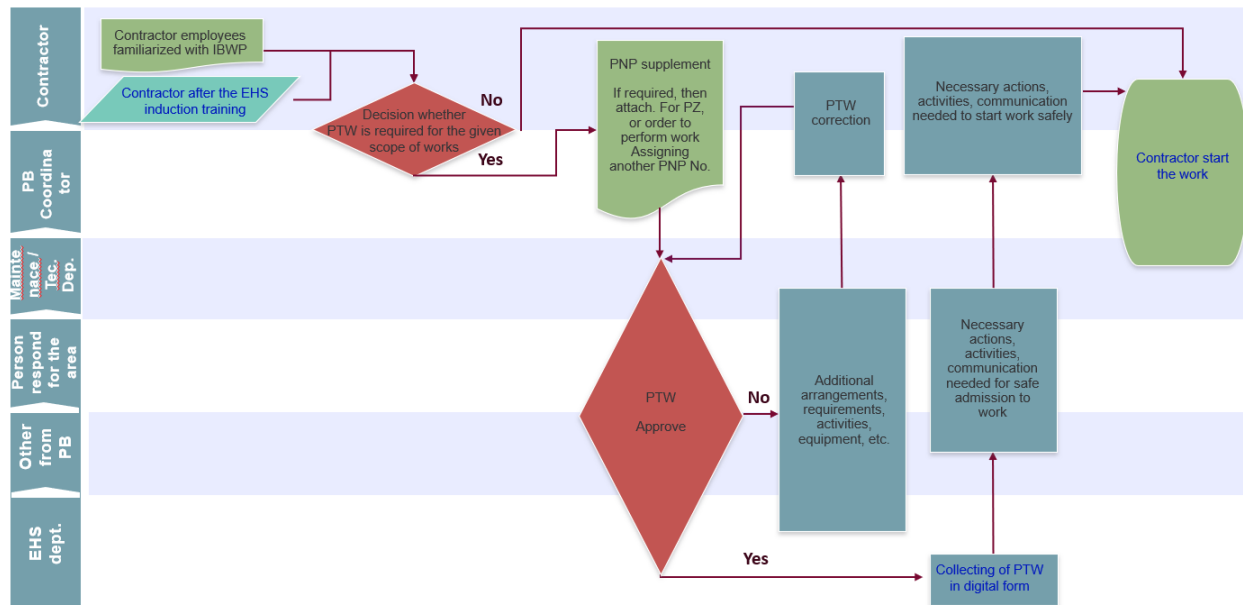 Contractor
PB
Coordina
tor
Mainte
nace /
Tec.
Dep.
Person
respond
for the
area
Other
from
PB
EHS
dept.
Contractor employees
familiarized with IBWP
Contractor after the EHS
induction training
Decision whether
PTW is required for the given
scope of works
No
Yes
PNP supplement
If required, then
attach. For PZ,
or order to
perform work
Assigning
another PNP No.
PTW
correction
Necessary actions,
activities, communication
needed to start work safely
Contractor start
the work
PTW
Approve
No
Yes
Additional
arrangements,
requirements,
activities,
equipment, etc.
Necessary
actions,
activities,
communication
needed for safe
admission to
work
Collecting of PTW
in digital form